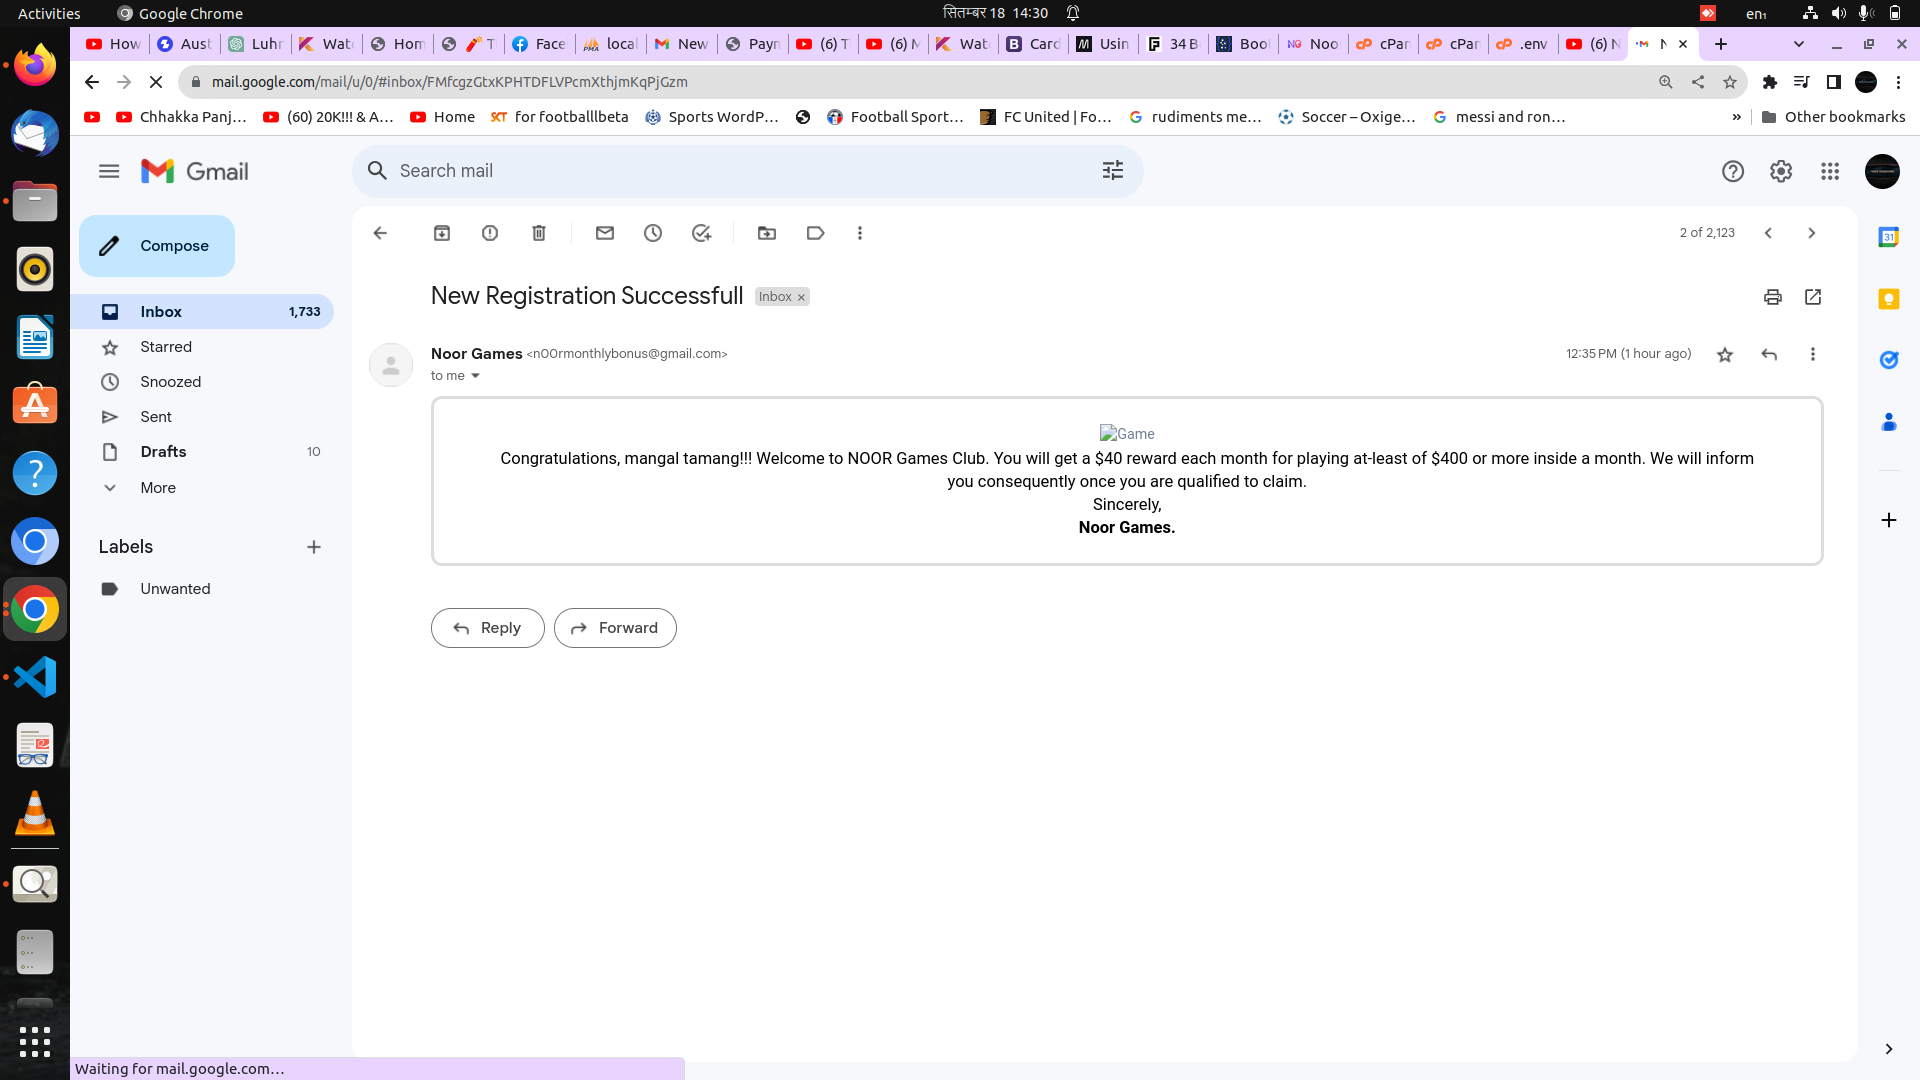 Activities
Google Chrome
सितम्बर 18 14:30
en₁
How
Aust
Luhr
Wat
Hom
T
Face
local
New
Payn
(6) T
(6) M
Wat
Card
Usin
34 B
Bool
Noo
cPan
cPan
.env
(6) N
mail.google.com/mail/u/0/#inbox/FMfcgzGtxKPHTDFLVPcmXthjmKqPjGzm
Chhakka Panj…
(60) 20K!!! & A…
Home
for footballlbeta
Sports WordP…
Football Sport…
FC United | Fo…
rudiments me…
Soccer – Oxige…
messi and ron…
»
Other bookmarks
Gmail
Search mail
Compose
2 of 2,123
Inbox 1,733
Starred
Snoozed
Sent
Drafts 10
More
Labels
Unwanted
New Registration Successfull
Inbox ×
Noor Games <n00rmonthlybonus@gmail.com>
12:35 PM (1 hour ago)
to me
Game
Congratulations, mangal tamang!!! Welcome to NOOR Games Club. You will get a $40 reward each month for playing at-least of $400 or more inside a month. We will inform
you consequently once you are qualified to claim.
Sincerely,
Noor Games.
Reply
Forward
Waiting for mail.google.com…